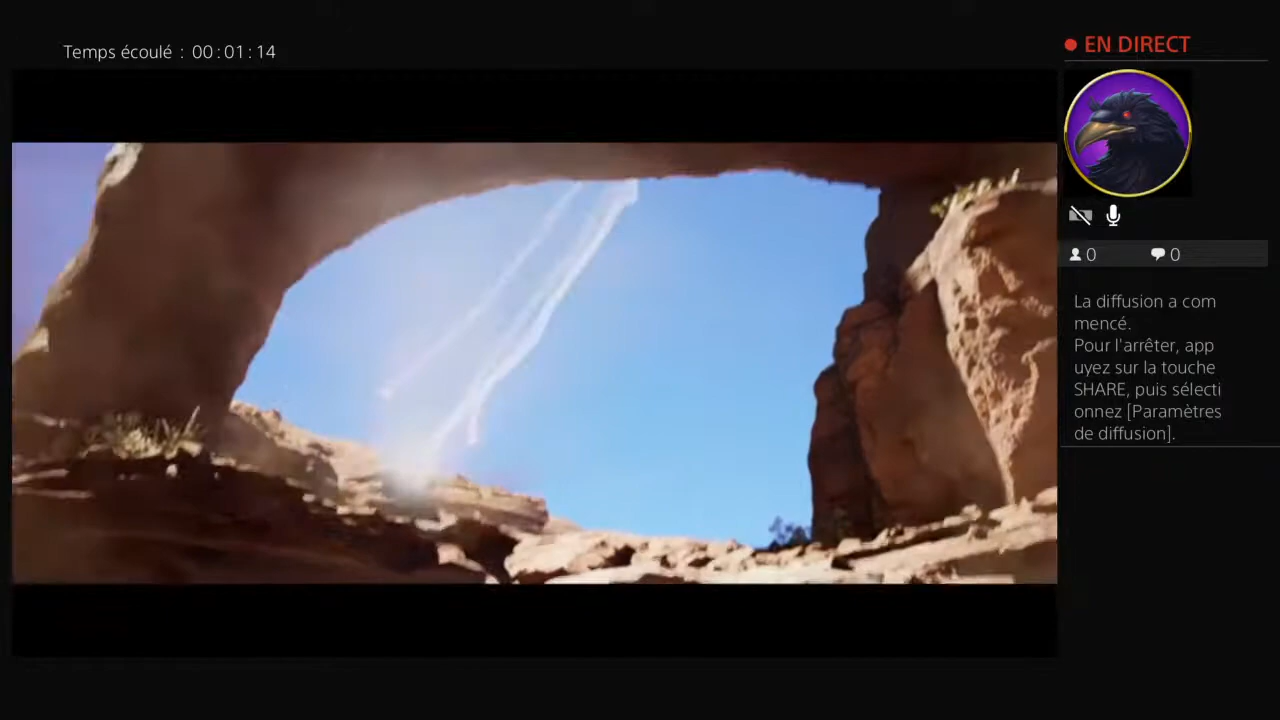 Temps écoulé : 00:01:14
EN DIRECT
0 0
La diffusion a com
mencé.
Pour l'arrêter, app
uyez sur la touche
SHARE, puis sélecti
onnez [Paramètres
de diffusion].